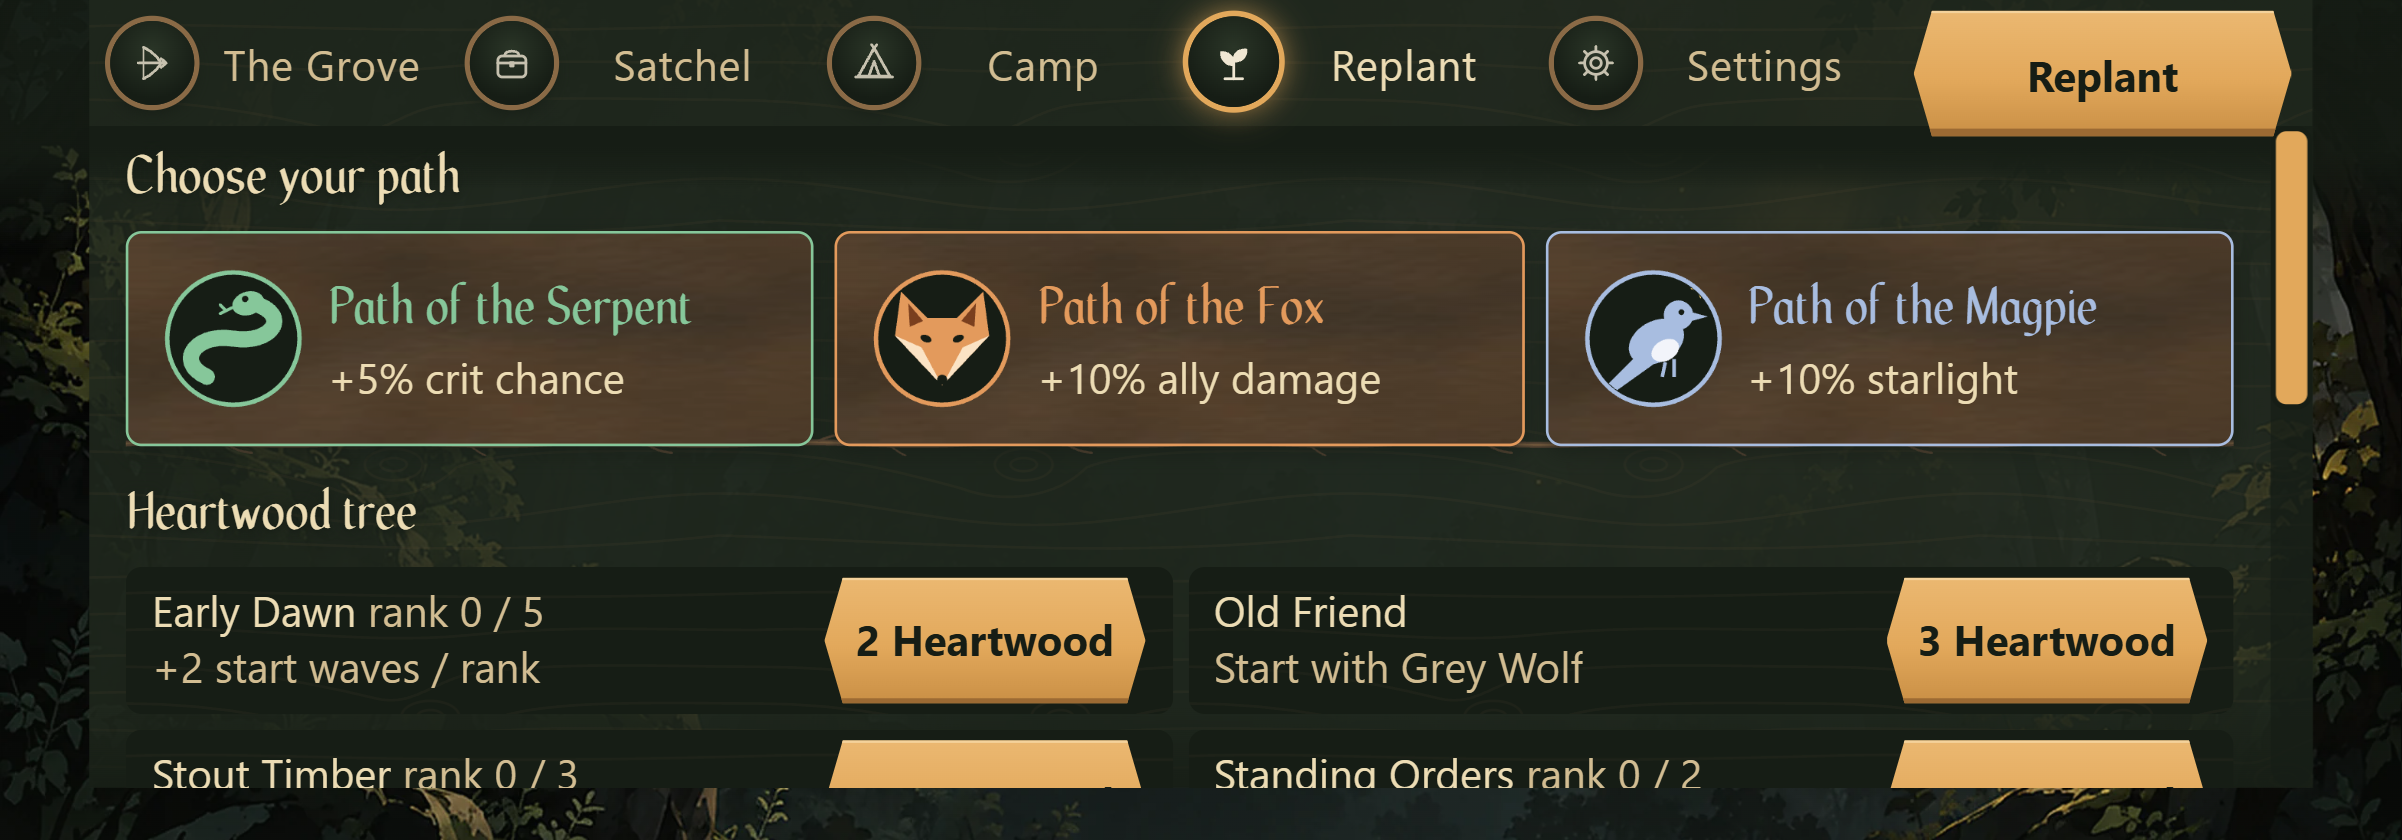 The Grove Satchel Camp Replant Settings Replant
Choose your path
Path of the Serpent
+5% crit chance
Path of the Fox
+10% ally damage
Path of the Magpie
+10% starlight
Heartwood tree
Early Dawn rank 0 / 5
+2 start waves / rank
2 Heartwood
Old Friend
Start with Grey Wolf
3 Heartwood
Stout Timber rank 0 / 3
Standing Orders rank 0 / 2